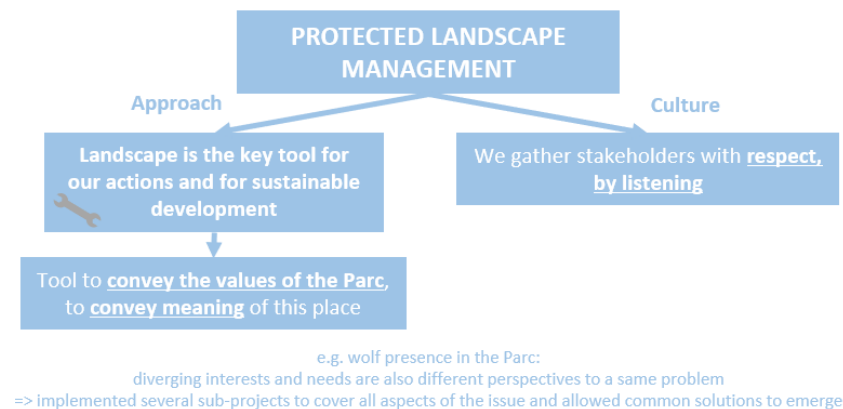 PROTECTED LANDSCAPE
MANAGEMENT
Approach
Culture
Landscape is the key tool for
our actions and for sustainable
development
We gather stakeholders with respect,
by listening
Tool to convey the values of the Parc,
to convey meaning of this place
e.g. wolf presence in the Parc:
diverging interests and needs are also different perspectives to a same problem
=> implemented several sub-projects to cover all aspects of the issue and allowed common solutions to emerge